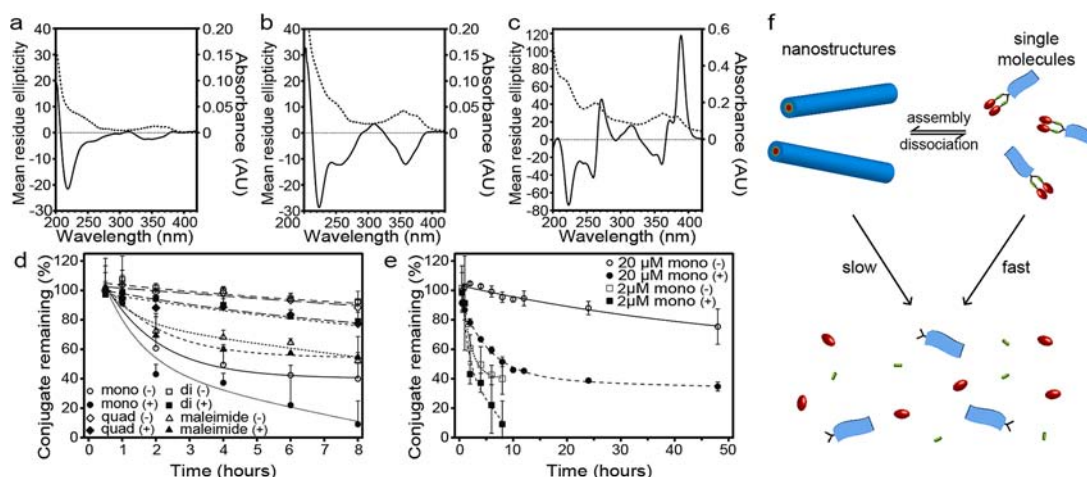 a
Mean residue ellipticity
40
30
20
10
0
-10
-20
-30
200 250 300 350 400
Wavelength (nm)
0.20
0.15
0.10
0.05
0
Absorbance (AU)
b
Mean residue ellipticity
40
30
20
10
0
-10
-20
-30
200 250 300 350 400
Wavelength (nm)
0.20
0.15
0.10
0.05
0
Absorbance (AU)
c
Mean residue ellipticity
120
100
80
60
40
20
0
-20
-40
-60
-80
200 250 300 350 400
Wavelength (nm)
0.6
0.4
0.2
0
Absorbance (AU)
d
Conjugate remaining (%)
120
100
80
60
40
20
0
mono (-)
mono (+)
quad (-)
quad (+)
di (-)
di (+)
maleimide (-)
maleimide (+)
0 1 2 3 4 5 6 7 8
Time (hours)
e
Conjugate remaining (%)
120
100
80
60
40
20
0
20 µM mono (-)
20 µM mono (+)
2µM mono (-)
2µM mono (+)
0 10 20 30 40 50
Time (hours)
f
nanostructures
single
molecules
assembly
dissociation
slow
fast